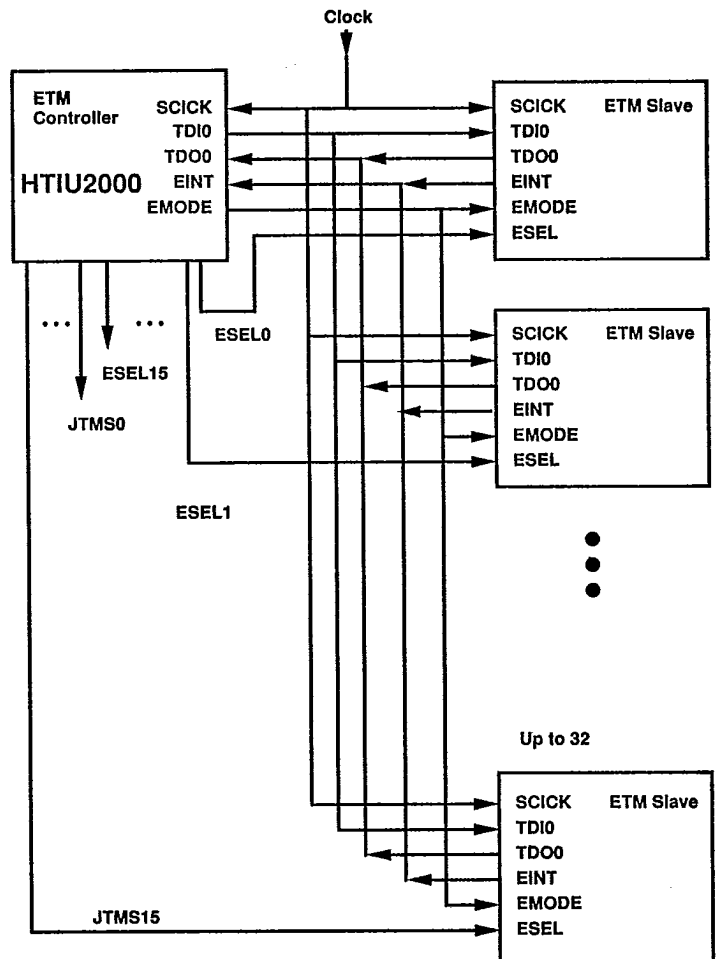 Clock
ETM
Controller
HTIU2000
SCICK
TDI0
TDO0
EINT
EMODE
SCICK ETM Slave
TDI0
TDO0
EINT
EMODE
ESEL
... ...
ESEL0
ESEL15
JTMS0
SCICK ETM Slave
TDI0
TDO0
EINT
EMODE
ESEL
ESEL1
Up to 32
SCICK ETM Slave
TDI0
TDO0
EINT
EMODE
ESEL
JTMS15